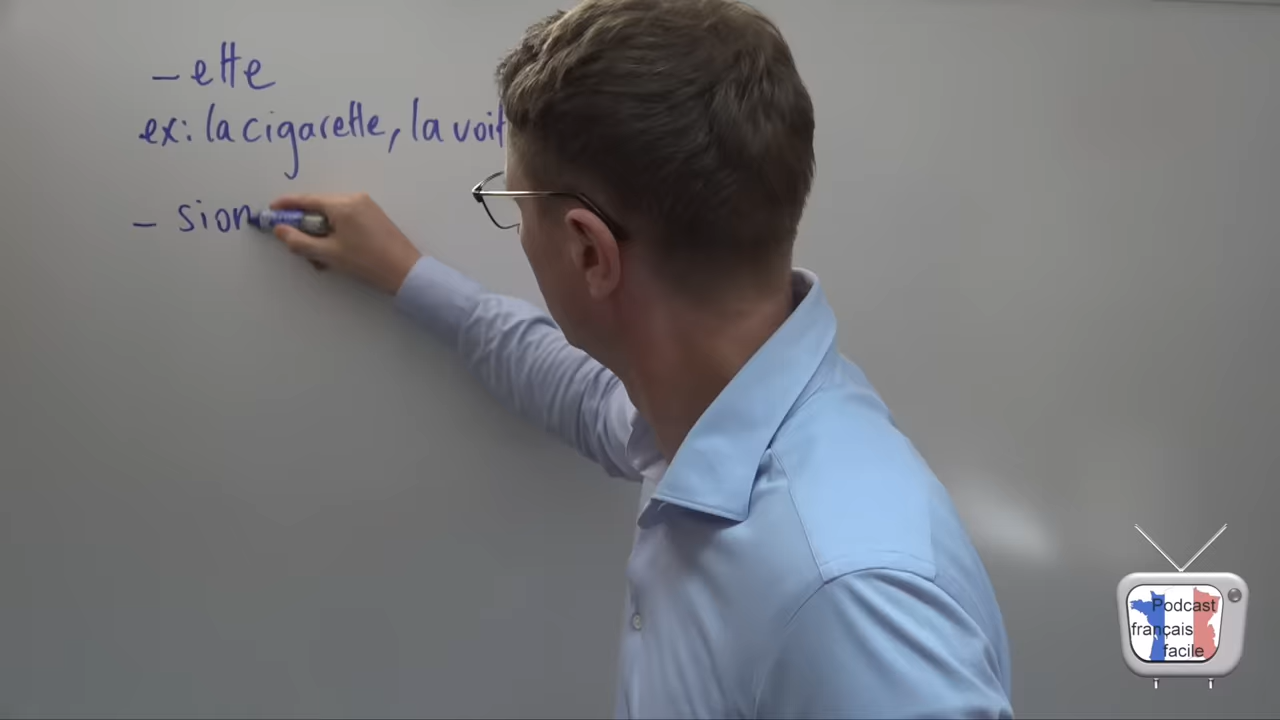 - ette
ex: la cigarette, la voit
- sion
Podcast
français
facile